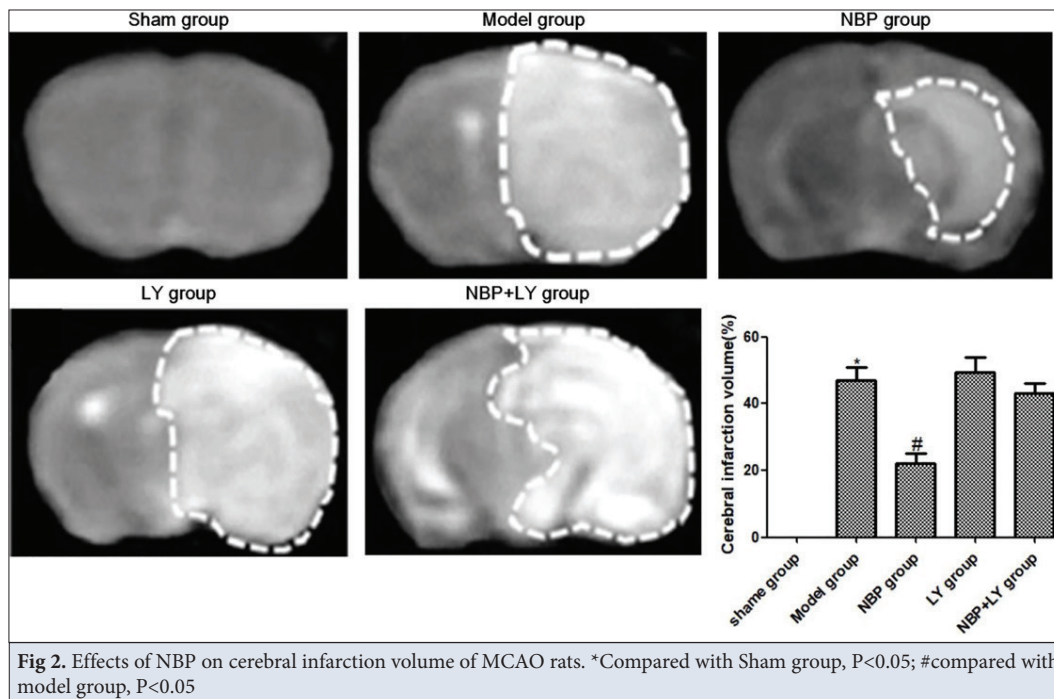 Sham group
Model group
NBP group
LY group
NBP+LY group
Cerebral infarction volume(%)
60
40
20
0
*
#
shame group
Model group
NBP group
LY group
NBP+LY group
Fig 2. Effects of NBP on cerebral infarction volume of MCAO rats. *Compared with Sham group, P<0.05; #compared with
model group, P<0.05